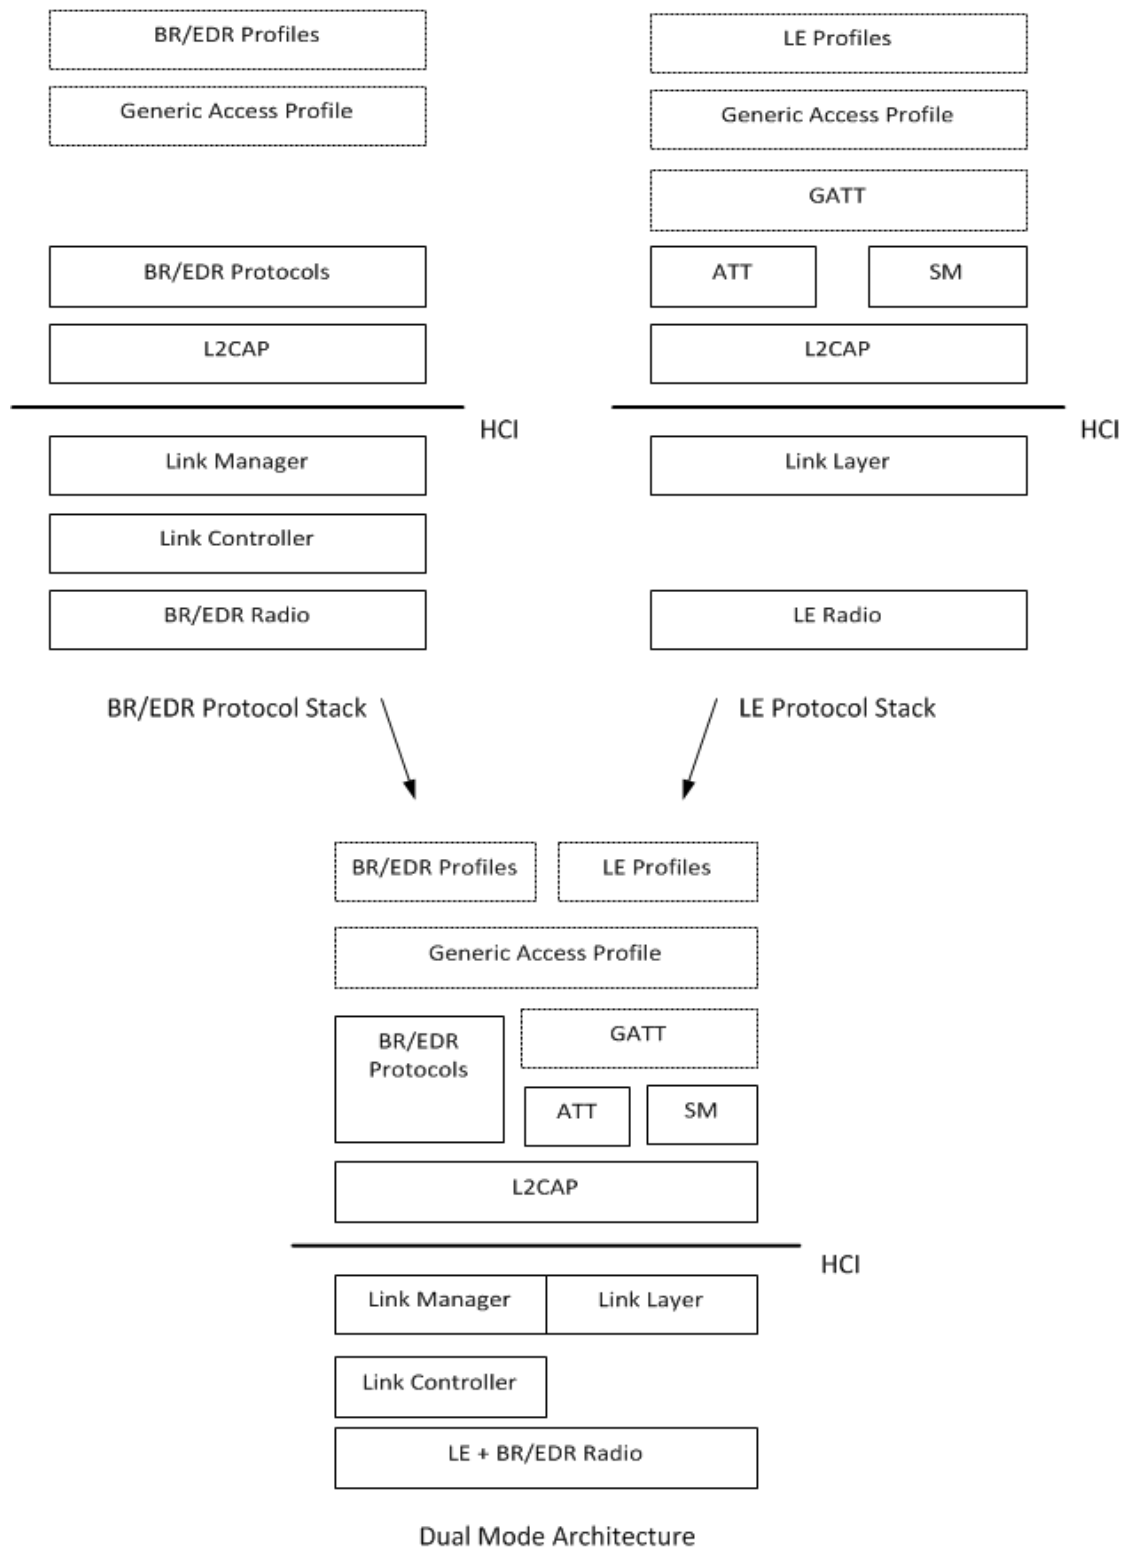 BR/EDR Profiles
Generic Access Profile
BR/EDR Protocols
L2CAP
HCI
Link Manager
Link Controller
BR/EDR Radio
BR/EDR Protocol Stack
LE Profiles
Generic Access Profile
GATT
ATT
SM
L2CAP
HCI
Link Layer
LE Radio
LE Protocol Stack
BR/EDR Profiles
LE Profiles
Generic Access Profile
BR/EDR
Protocols
GATT
ATT
SM
L2CAP
HCI
Link Manager
Link Layer
Link Controller
LE + BR/EDR Radio
Dual Mode Architecture